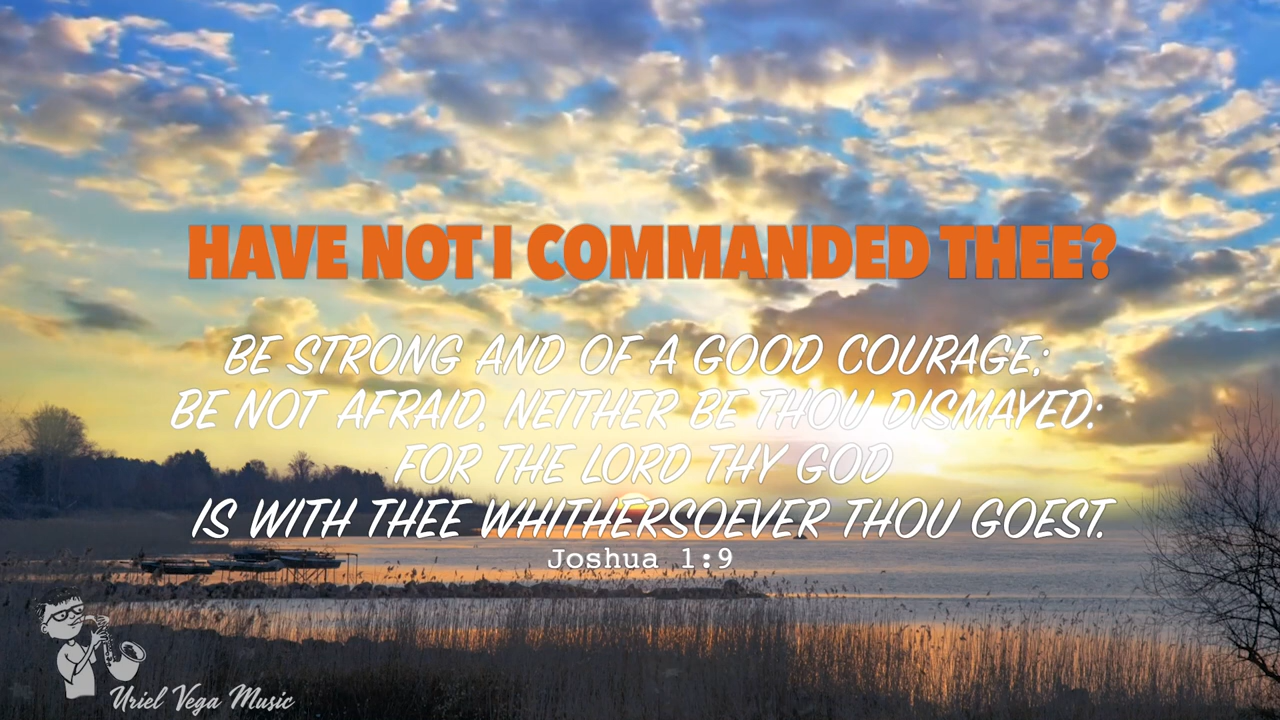 HAVE NOT I COMMANDED THEE?
BE STRONG AND OF A GOOD COURAGE;
BE NOT AFRAID, NEITHER BE THOU DISMAYED:
FOR THE LORD THY GOD
IS WITH THEE WHITHERSOEVER THOU GOEST.
Joshua 1:9
Uriel Vega Music